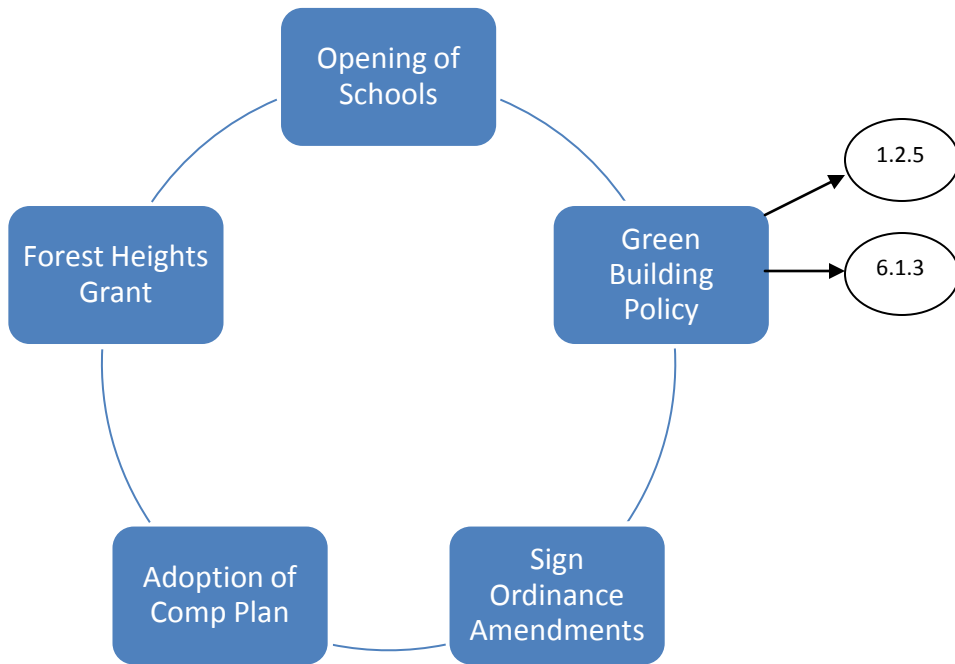 Opening of
Schools
Green
Building
Policy
1.2.5
6.1.3
Sign
Ordinance
Amendments
Adoption of
Comp Plan
Forest Heights
Grant